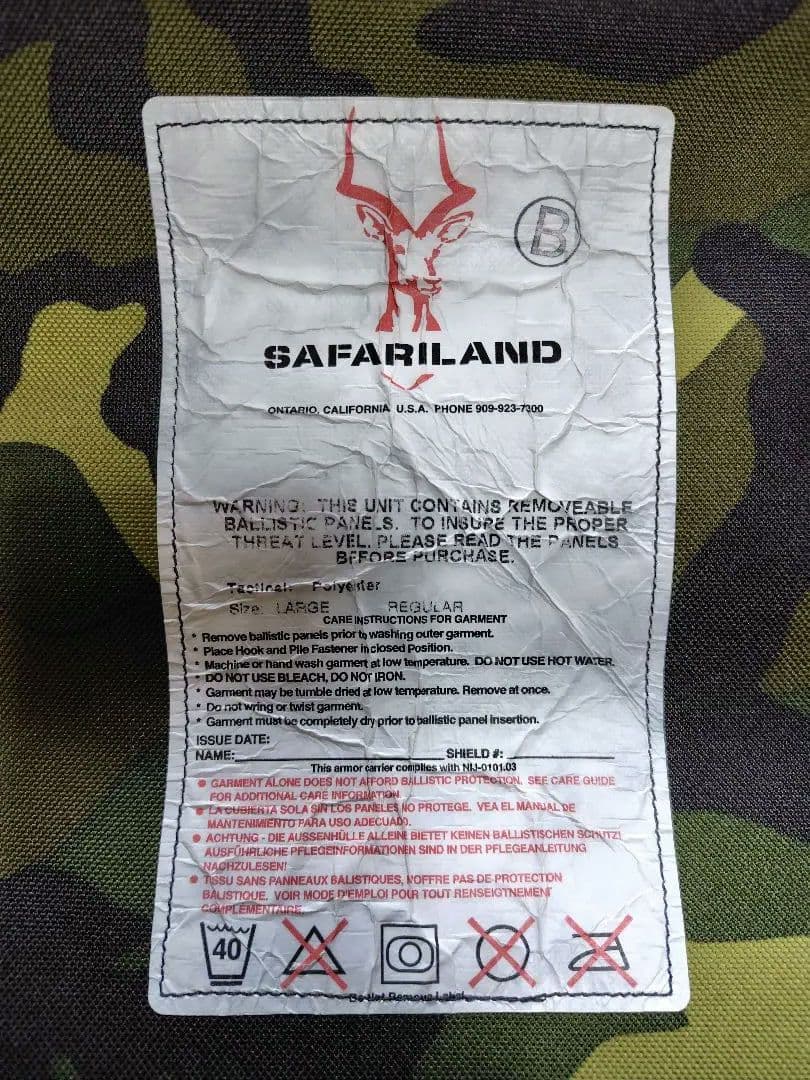 B
SAFARILAND
ONTARIO, CALIFORNIA U.S.A. PHONE 909-923-7300
WARNING: THIS UNIT CONTAINS REMOVEABLE
BALLISTIC PANELS. TO INSURE THE PROPER
THREAT LEVEL, PLEASE READ THE PANELS
BEFORE PURCHASE.
Tactical: Polyester
Size: LARGE REGULAR
CARE INSTRUCTIONS FOR GARMENT
* Remove ballistic panels prior to washing outer garment.
* Place Hook and Pile Fastener in closed Position.
* Machine or hand wash garment at low temperature. DO NOT USE HOT WATER.
* DO NOT USE BLEACH, DO NOT IRON.
* Garment may be tumble dried at low temperature. Remove at once.
* Do not wring or twist garment.
* Garment must be completely dry prior to ballistic panel insertion.
ISSUE DATE:
NAME: SHIELD #:
This armor carrier complies with NIJ-0101.03
• GARMENT ALONE DOES NOT AFFORD BALLISTIC PROTECTION. SEE CARE GUIDE
FOR ADDITIONAL CARE INFORMATION.
• LA CUBIERTA SOLA SIN LOS PANELES NO PROTEGE. VEA EL MANUAL DE
MANTENIMIENTO PARA USO ADECUADO.
• ACHTUNG - DIE AUSSENHÜLLE ALLEINE BIETET KEINEN BALLISTISCHEN SCHUTZ!
AUSFÜHRLICHE PFLEGEINFORMATIONEN SIND IN DER PFLEGEANLEITUNG
NACHZULESEN!
• TISSU SANS PANNEAUX BALISTIQUES, N'OFFRE PAS DE PROTECTION
BALISTIQUE. VOIR MODE D'EMPLOI POUR TOUT RENSEIGTNEMENT
COMPLEMENTAIRE.
40
Do Not Remove Label